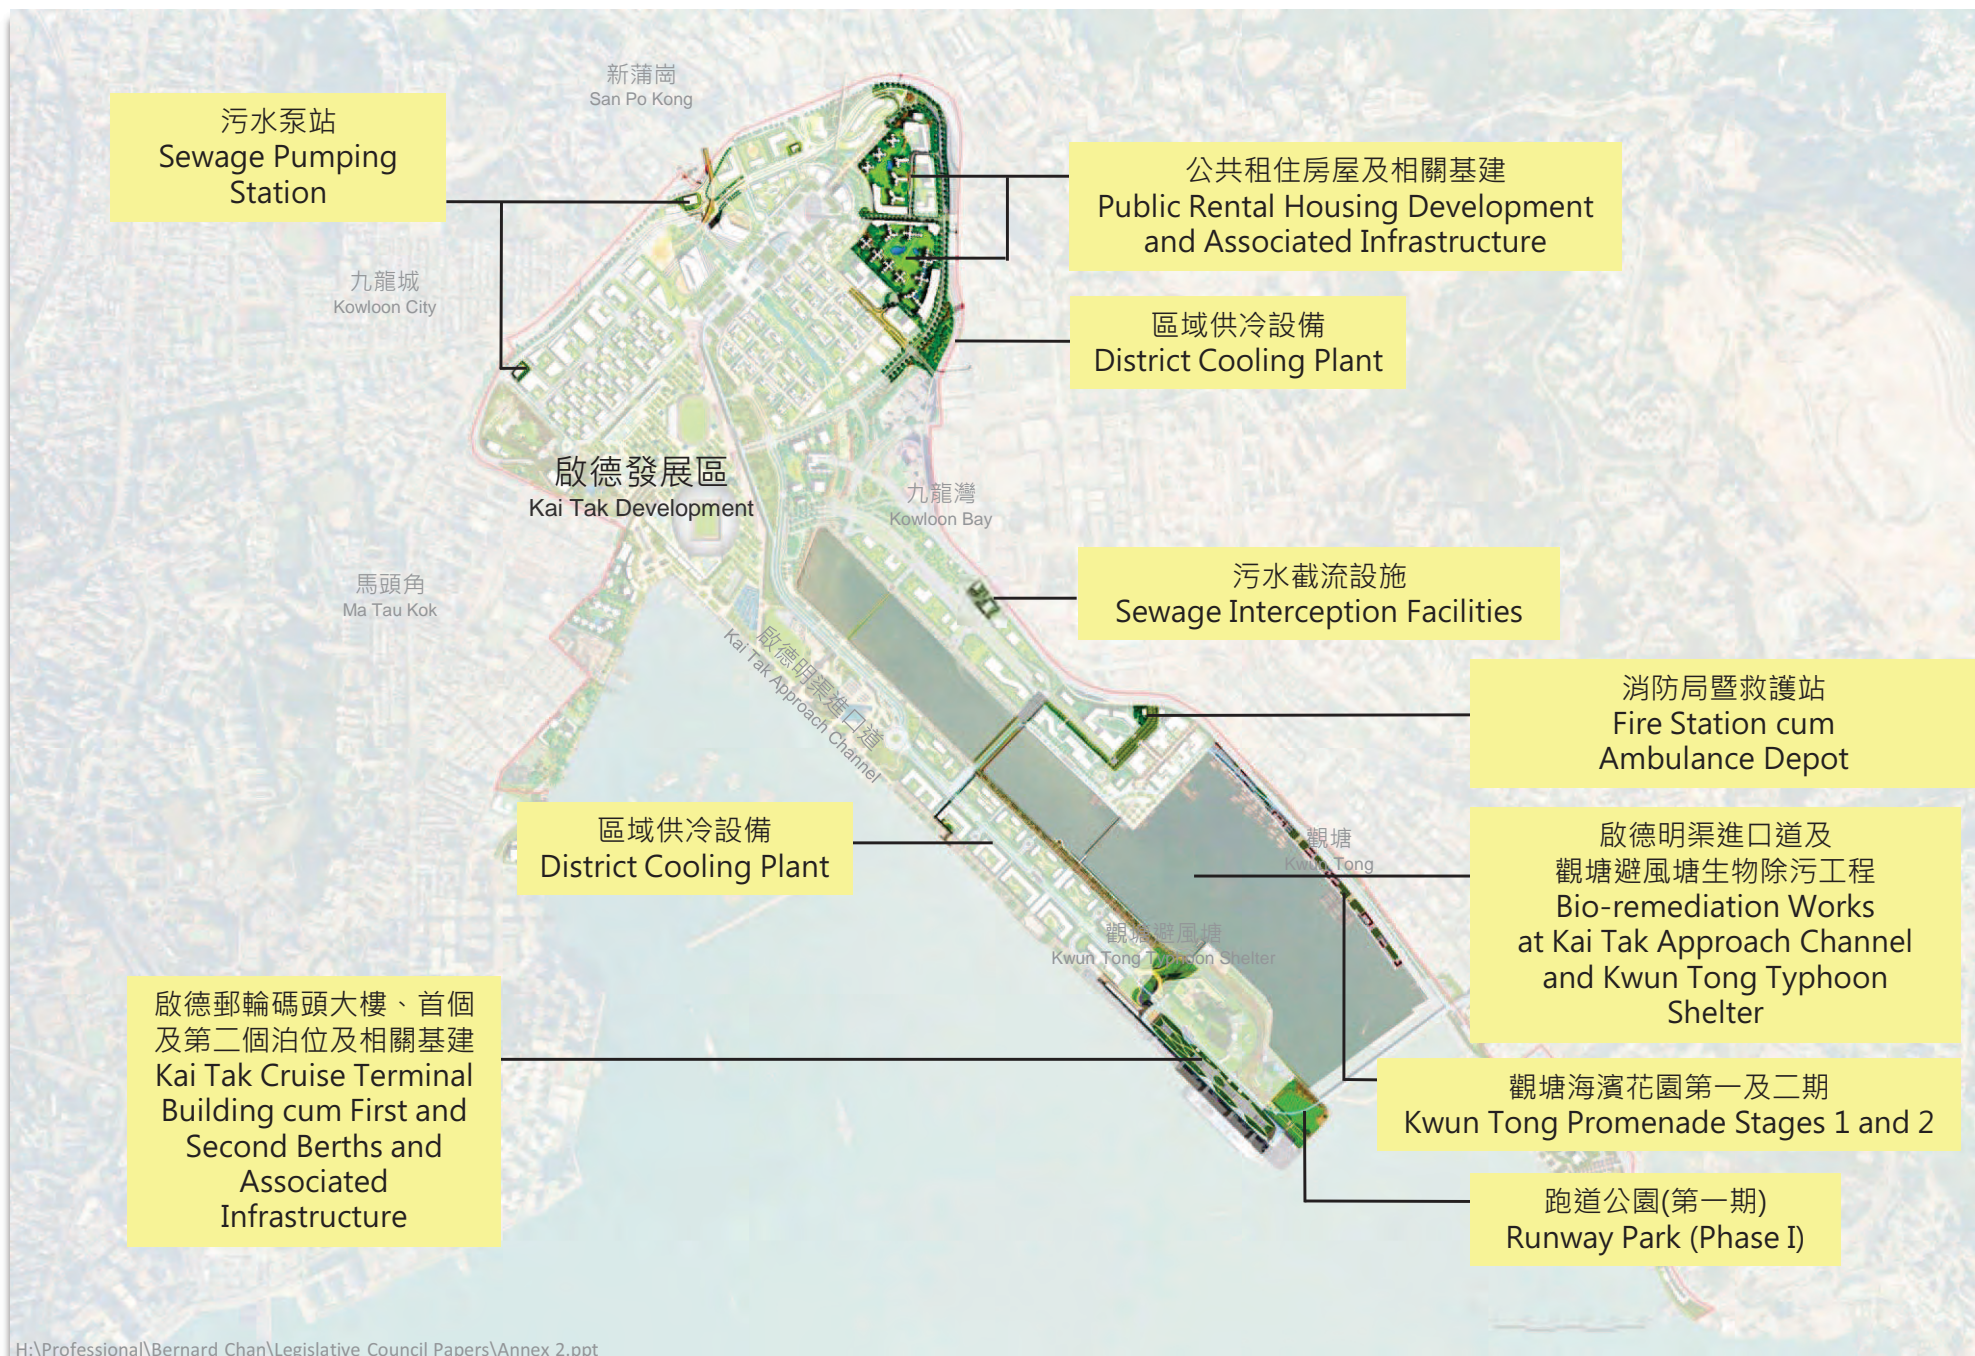 新蒲崗
San Po Kong
污水泵站
Sewage Pumping
Station
公共租住房屋及相關基建
Public Rental Housing Development
and Associated Infrastructure
九龍城
Kowloon City
區域供冷設備
District Cooling Plant
啟德發展區
Kai Tak Development
九龍灣
Kowloon Bay
馬頭角
Ma Tau Kok
污水截流設施
Sewage Interception Facilities
啟德明渠進口道
Kai Tak Approach Channel
消防局暨救護站
Fire Station cum
Ambulance Depot
區域供冷設備
District Cooling Plant
觀塘
Kwun Tong
啟德明渠進口道及
觀塘避風塘生物除污工程
Bio-remediation Works
at Kai Tak Approach Channel
and Kwun Tong Typhoon
Shelter
觀塘避風塘
Kwun Tong Typhoon Shelter
啟德郵輪碼頭大樓、首個
及第二個泊位及相關基建
Kai Tak Cruise Terminal
Building cum First and
Second Berths and
Associated
Infrastructure
觀塘海濱花園第一及二期
Kwun Tong Promenade Stages 1 and 2
跑道公園(第一期)
Runway Park (Phase I)
H:\Professional\Bernard Chan\Legislative Council Papers\Annex 2.ppt